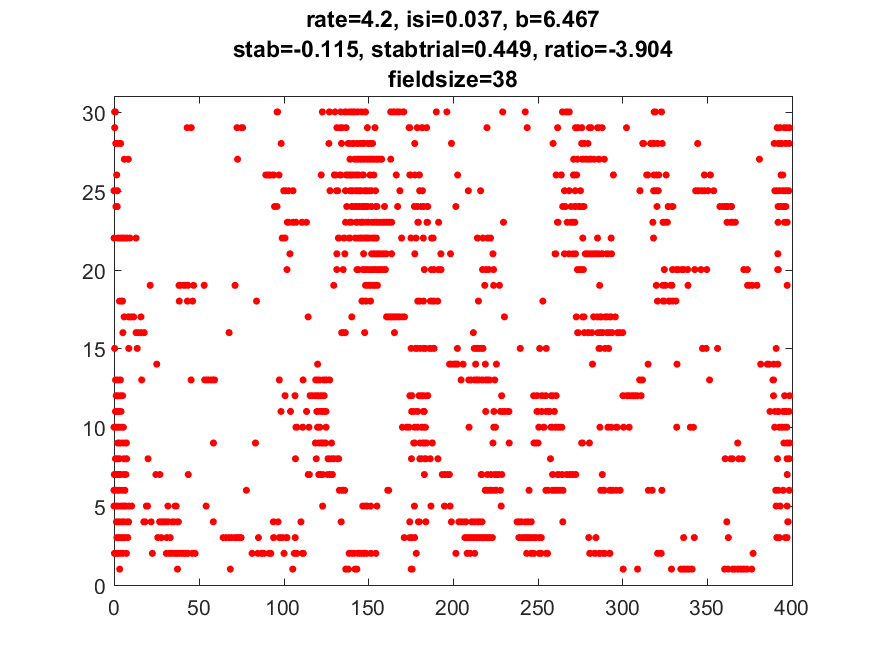 rate=4.2, isi=0.037, b=6.467
stab=-0.115, stabtrial=0.449, ratio=-3.904
fieldsize=38
30
25
20
15
10
5
0
0 50 100 150 200 250 300 350 400